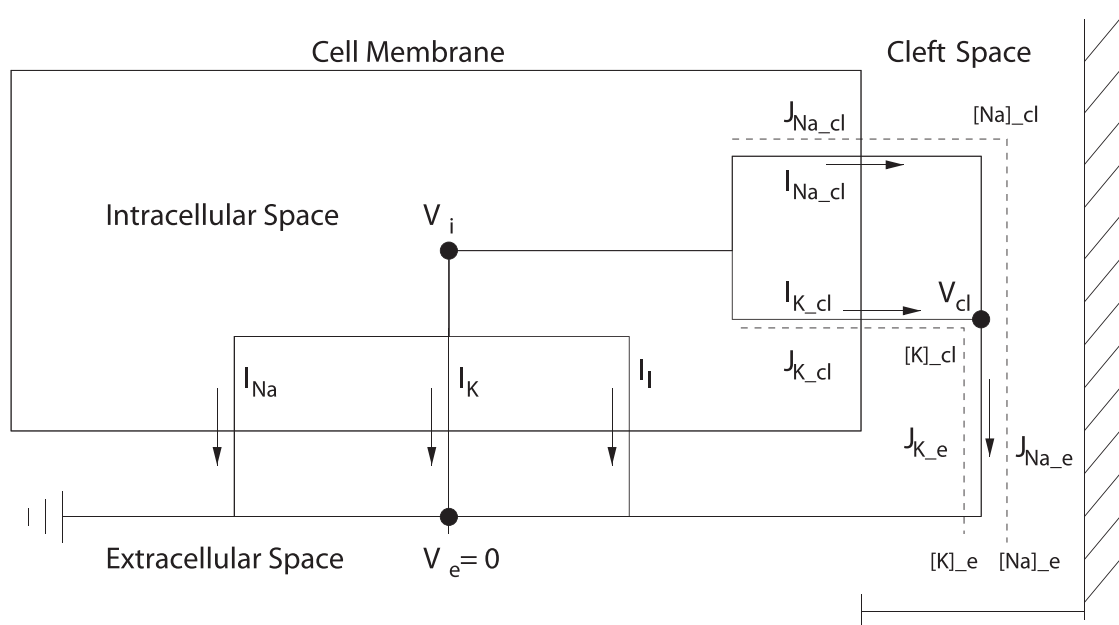 Cell Membrane
Cleft Space
J_Na_cl
[Na]_cl
I_Na_cl
Intracellular Space
V_i
I_K_cl
V_cl
[K]_cl
J_K_cl
I_Na
I_K
I_l
J_K_e
J_Na_e
Extracellular Space
V_e=0
[K]_e
[Na]_e